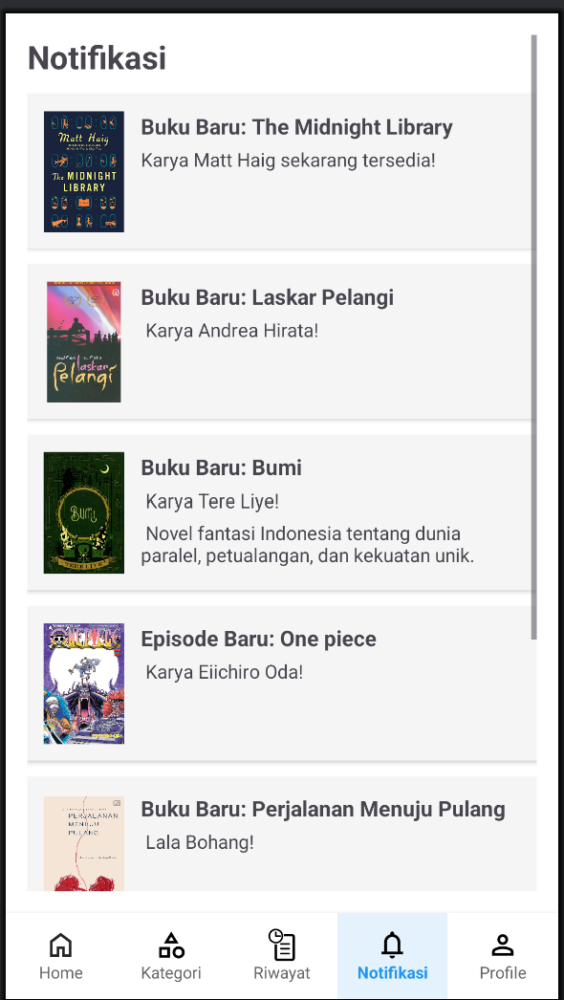 Notifikasi
Matt Haig
The MIDNIGHT
LIBRARY
Buku Baru: The Midnight Library
Karya Matt Haig sekarang tersedia!
laskar
Pelangi
Buku Baru: Laskar Pelangi
Karya Andrea Hirata!
BUMI
TERE LIYE
Buku Baru: Bumi
Karya Tere Liye!
Novel fantasi Indonesia tentang dunia
paralel, petualangan, dan kekuatan unik.
ONE PIECE
Episode Baru: One piece
Karya Eiichiro Oda!
PERJALANAN
MENUJU
PULANG
Buku Baru: Perjalanan Menuju Pulang
Lala Bohang!
Home
Kategori
Riwayat
Notifikasi
Profile